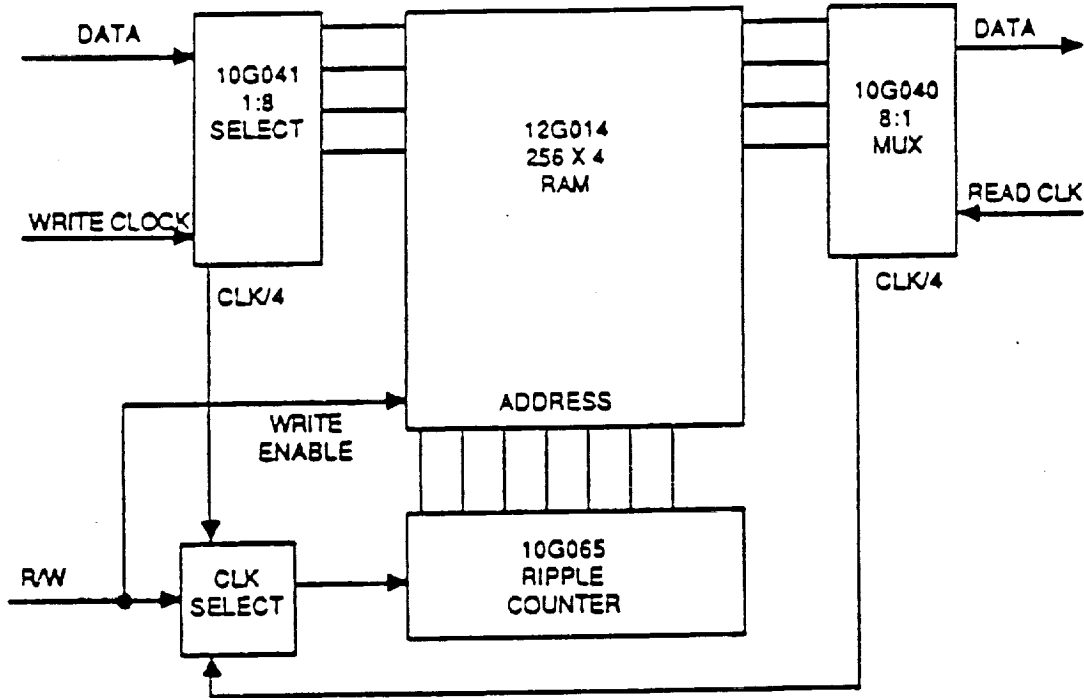 DATA
10G041
1:8
SELECT
WRITE CLOCK
CLK/4
12G014
256 X 4
RAM
ADDRESS
DATA
10G040
8:1
MUX
READ CLK
CLK/4
WRITE
ENABLE
R/W
CLK
SELECT
10G065
RIPPLE
COUNTER